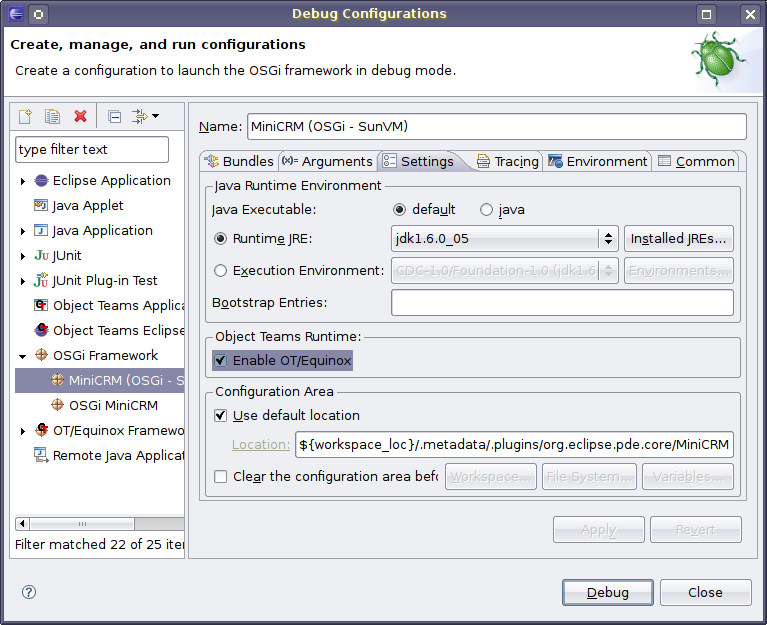 Debug Configurations
Create, manage, and run configurations
Create a configuration to launch the OSGi framework in debug mode.
type filter text
Eclipse Application
Java Applet
Java Application
JUnit
JUnit Plug-in Test
Object Teams Applica
Object Teams Eclipse
OSGi Framework
MiniCRM (OSGi - S
OSGi MiniCRM
OT/Equinox Framewo
Remote Java Applicat
Filter matched 22 of 25 iter
Name: MiniCRM (OSGi - SunVM)
Bundles (x)= Arguments Settings Tracing Environment Common
Java Runtime Environment
Java Executable: default java
Runtime JRE: jdk1.6.0_05 Installed JREs...
Execution Environment: CDC-1.0/Foundation-1.0 (jdk1.6 Environments...
Bootstrap Entries:
Object Teams Runtime:
Enable OT/Equinox
Configuration Area
Use default location
Location: ${workspace_loc}/.metadata/.plugins/org.eclipse.pde.core/MiniCRM
Clear the configuration area befo Workspace... File System... Variables...
Apply Revert
? Debug Close